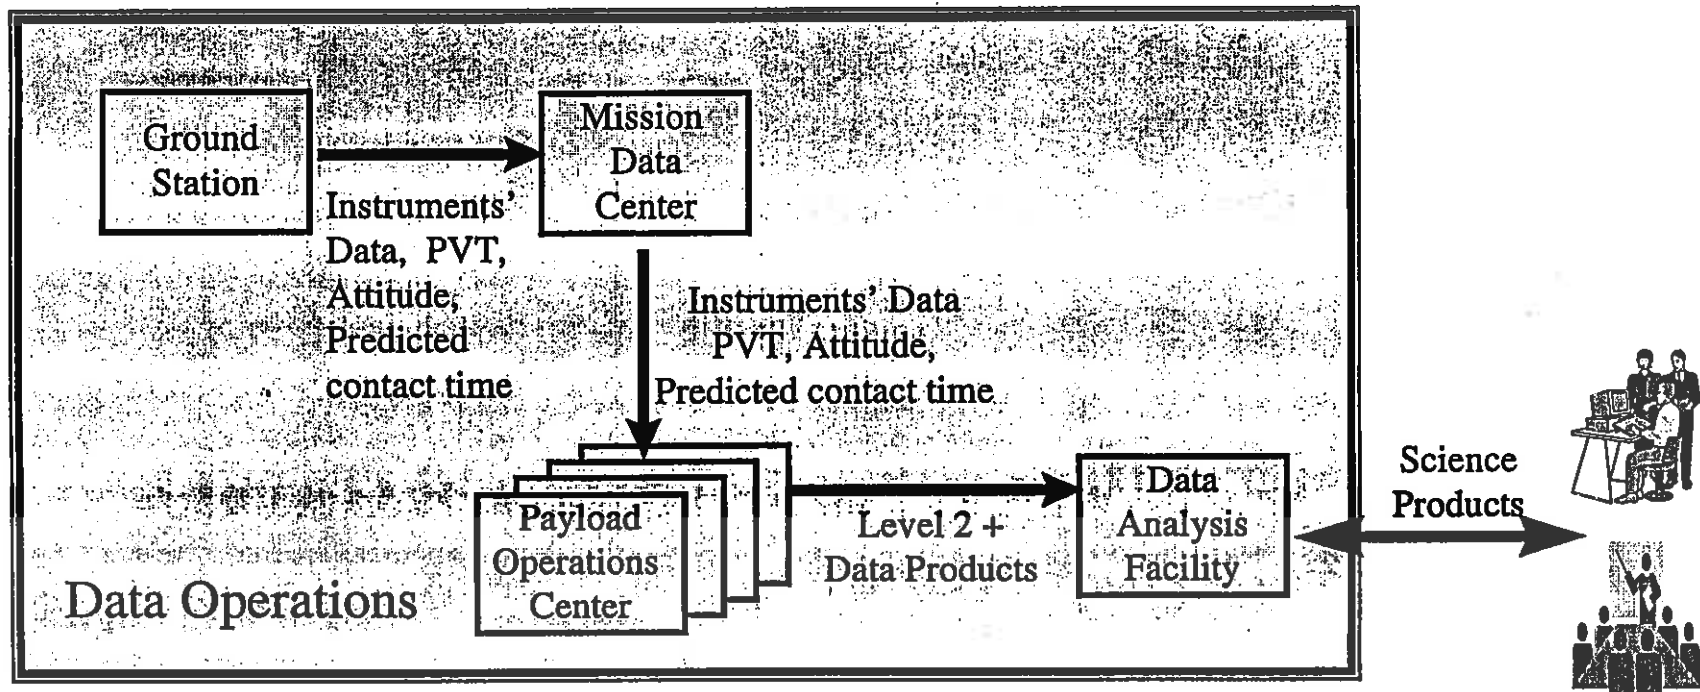 Ground
Station
Mission
Data
Center
Instruments'
Data, PVT,
Attitude,
Predicted
contact time
Instruments' Data
PVT, Attitude,
Predicted contact time
Payload
Operations
Center
Level 2 +
Data Products
Data
Analysis
Facility
Science
Products
Data Operations